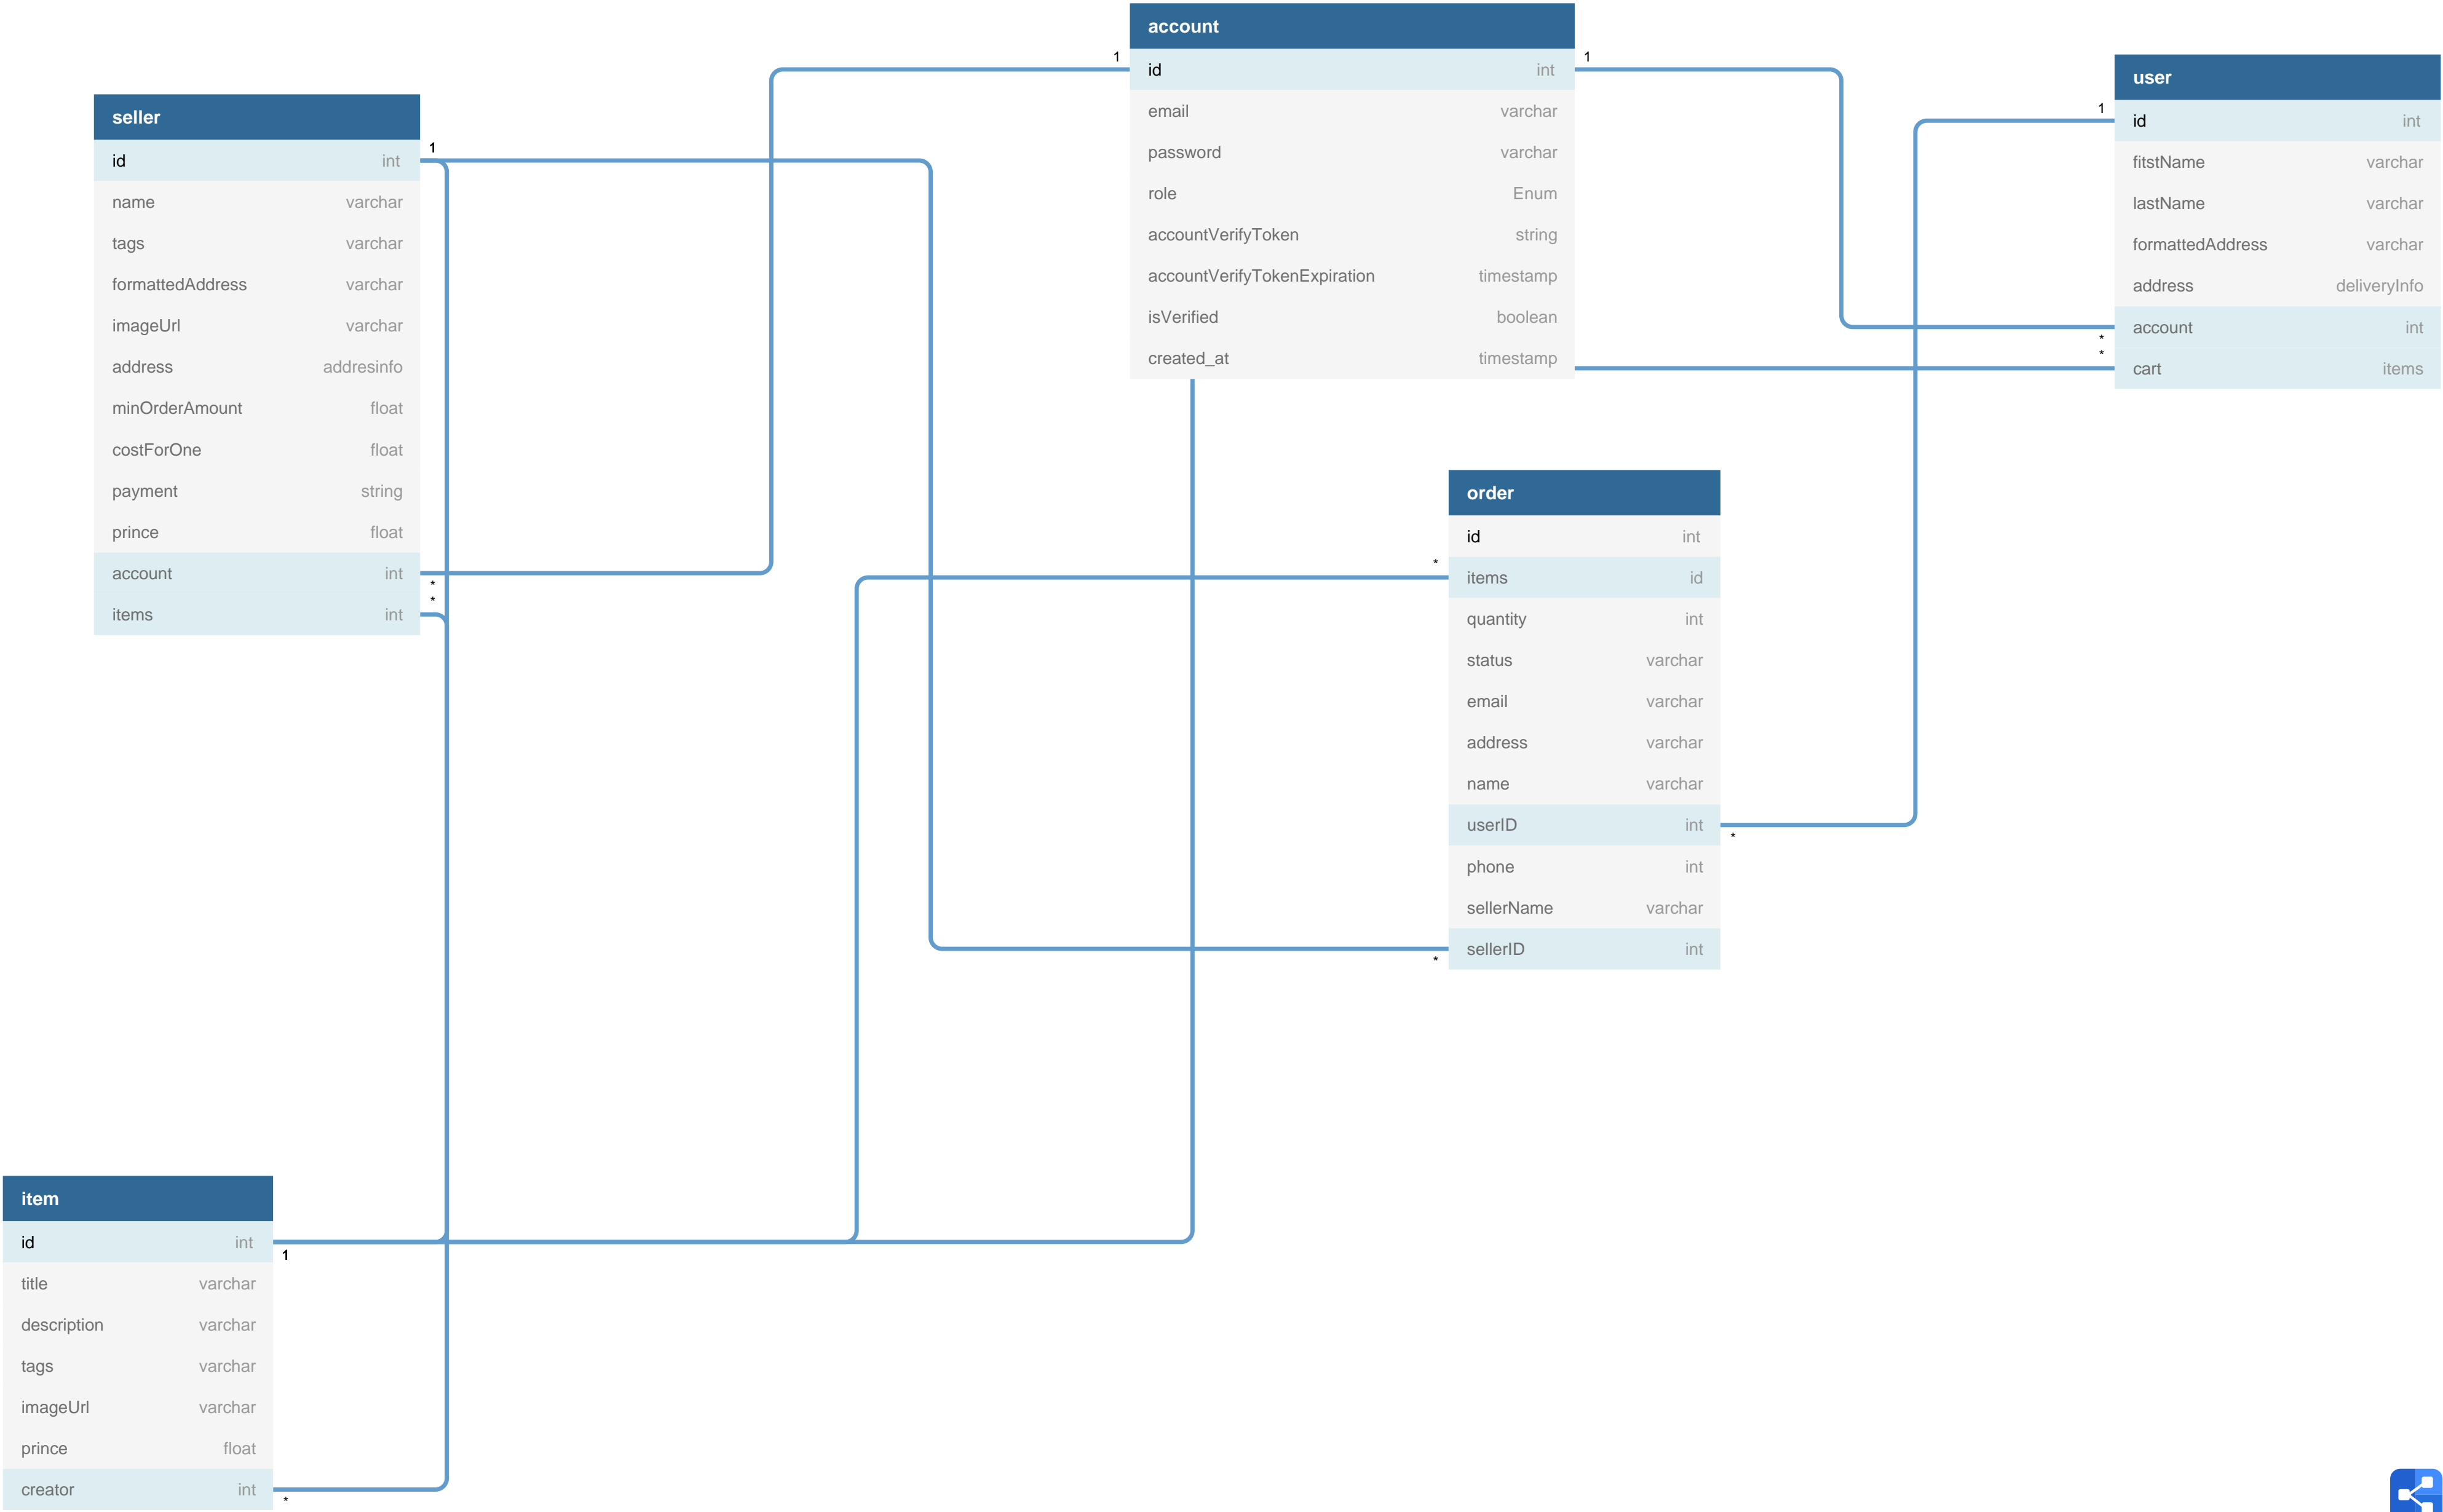 account
1
1
id int
email varchar
password varchar
role Enum
accountVerifyToken string
accountVerifyTokenExpiration timestamp
isVerified boolean
created_at timestamp
user
1
id int
fitstName varchar
lastName varchar
formattedAddress varchar
address deliveryInfo
account int
*
*
cart items
seller
1
id int
name varchar
tags varchar
formattedAddress varchar
imageUrl varchar
address addresinfo
minOrderAmount float
costForOne float
payment string
prince float
account int
*
*
items int
order
id int
*
items id
quantity int
status varchar
email varchar
address varchar
name varchar
userID int
*
phone int
sellerName varchar
sellerID int
*
item
id int
1
title varchar
description varchar
tags varchar
imageUrl varchar
prince float
creator int
*